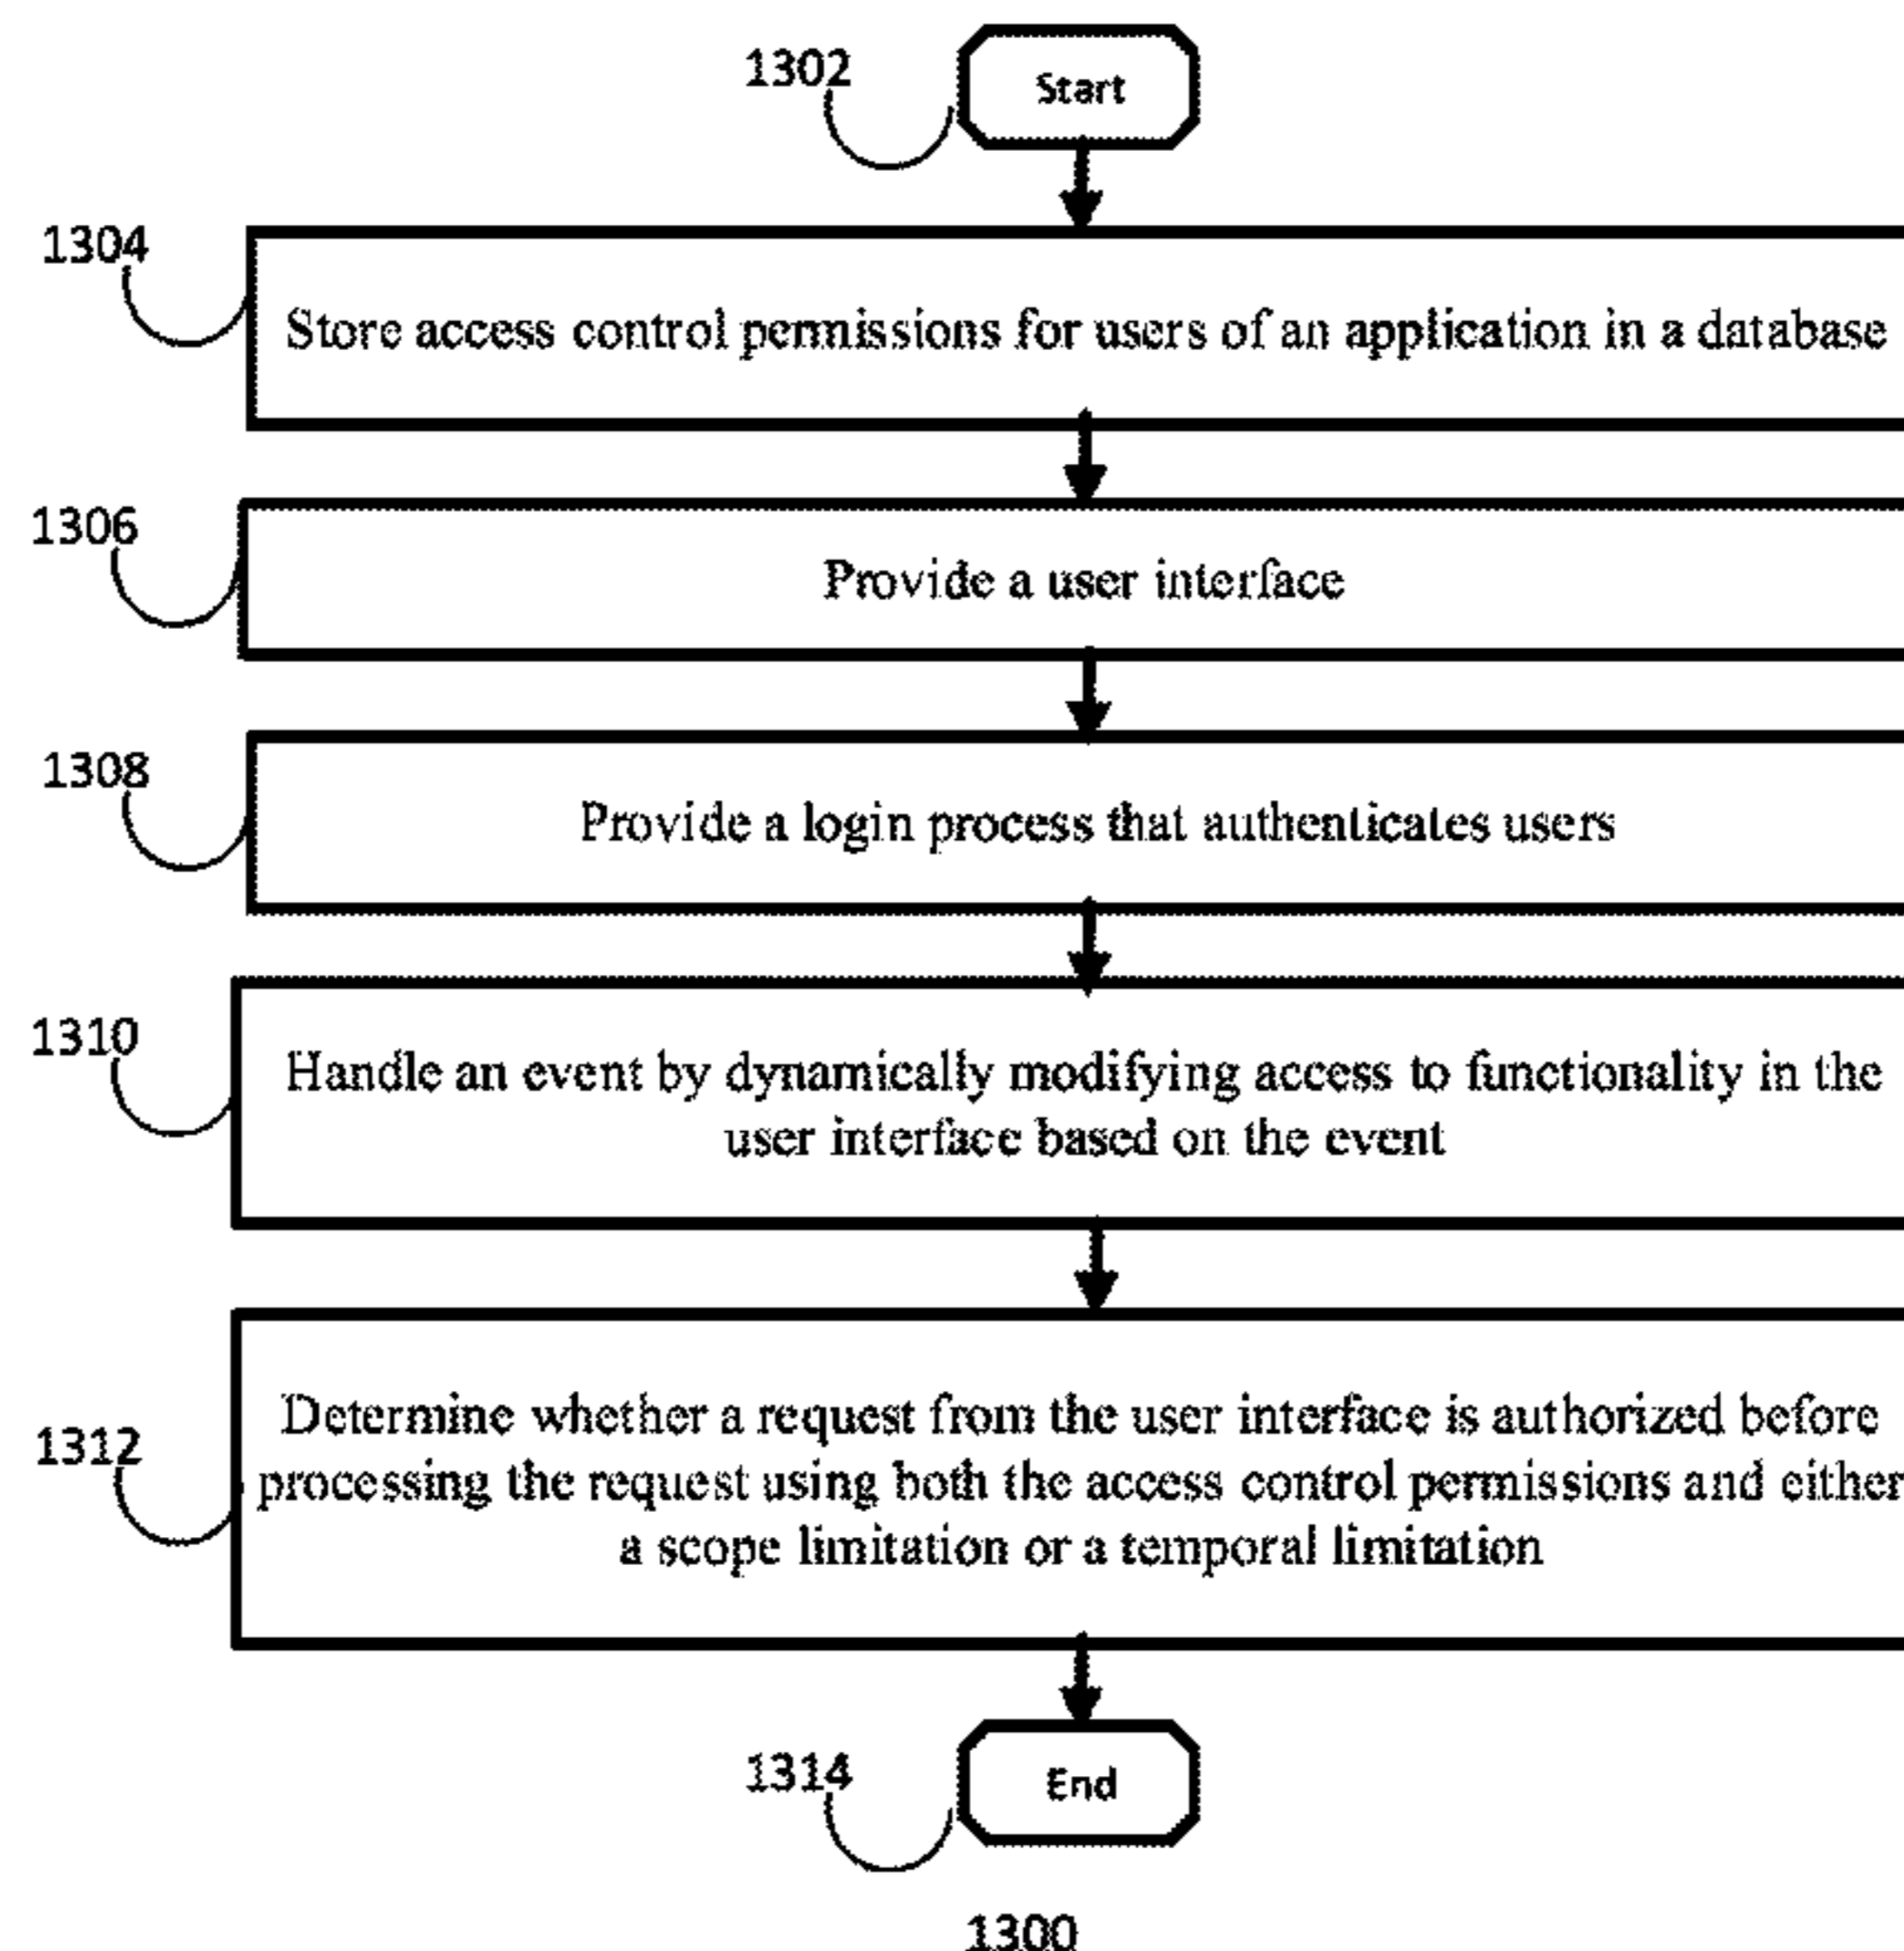 1302
Start
1304
Store access control permissions for users of an application in a database
1306
Provide a user interface
1308
Provide a login process that authenticates users
1310
Handle an event by dynamically modifying access to functionality in the
user interface based on the event
1312
Determine whether a request from the user interface is authorized before
processing the request using both the access control permissions and either
a scope limitation or a temporal limitation
1314
End
1300